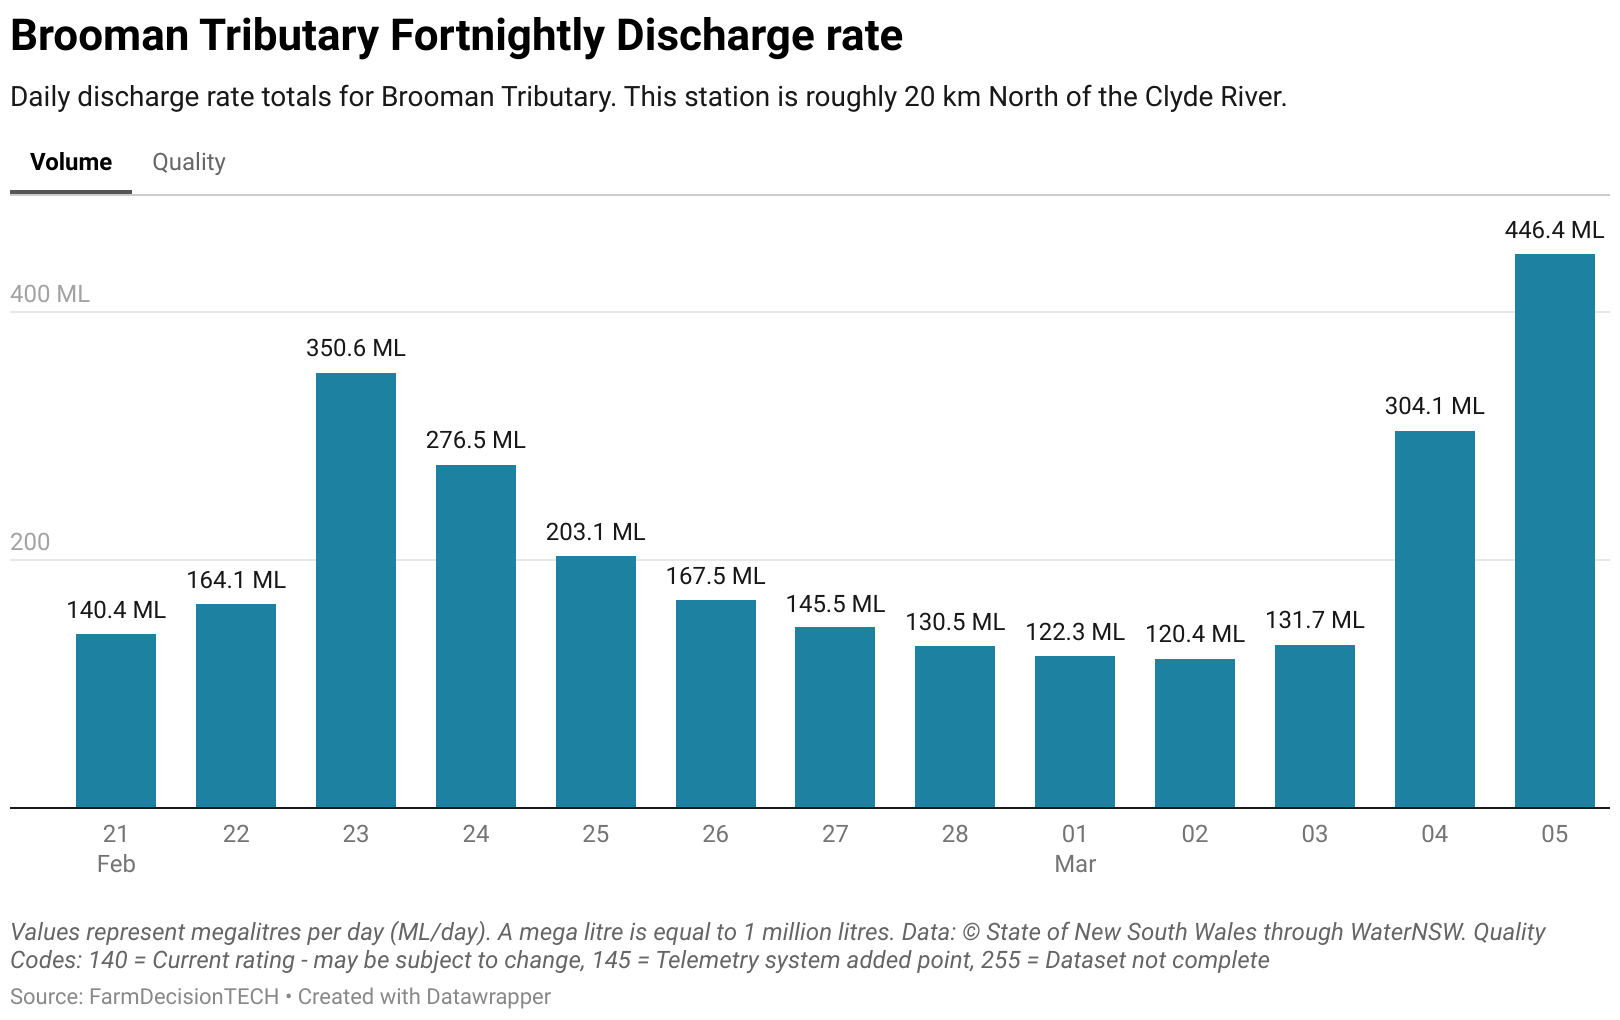 Brooman Tributary Fortnightly Discharge rate
Daily discharge rate totals for Brooman Tributary. This station is roughly 20 km North of the Clyde River.
Volume Quality
446.4 ML
400 ML
350.6 ML
304.1 ML
276.5 ML
203.1 ML
200
167.5 ML
164.1 ML
145.5 ML
140.4 ML
130.5 ML
122.3 ML
120.4 ML
131.7 ML
21 22 23 24 25 26 27 28 01 02 03 04 05
Feb Mar
Values represent megalitres per day (ML/day). A mega litre is equal to 1 million litres. Data: © State of New South Wales through WaterNSW. Quality
Codes: 140 = Current rating - may be subject to change, 145 = Telemetry system added point, 255 = Dataset not complete
Source: FarmDecisionTECH • Created with Datawrapper